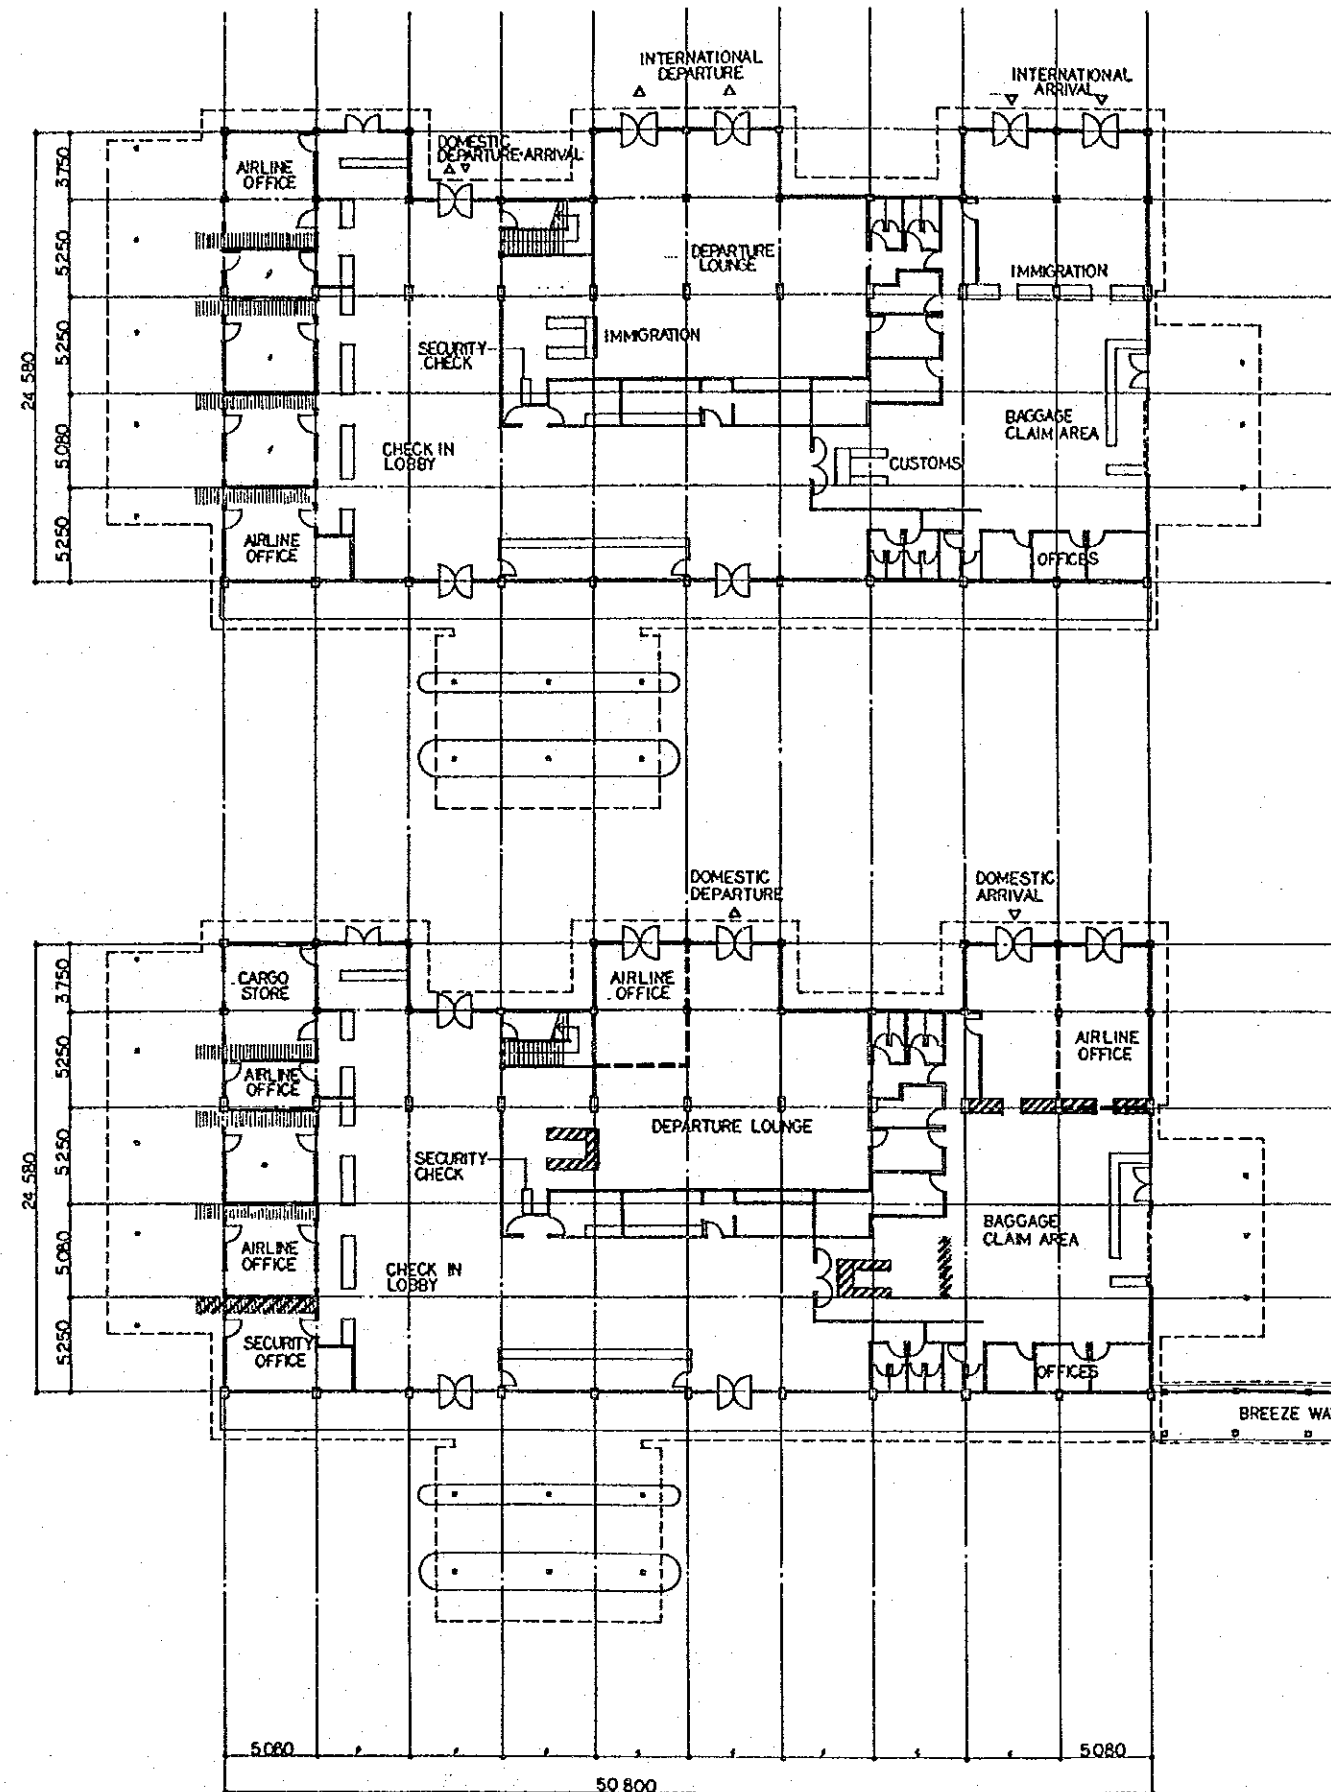 INTERNATIONAL
DEPARTURE
INTERNATIONAL
ARRIVAL
DOMESTIC
DEPARTURE·ARRIVAL
AIRLINE
OFFICE
DEPARTURE
LOUNGE
IMMIGRATION
SECURITY
CHECK
IMMIGRATION
BAGGAGE
CLAIM AREA
CHECK IN
LOBBY
CUSTOMS
AIRLINE
OFFICE
OFFICES
3750
5250
5250
5080
5250
24 580
DOMESTIC
DEPARTURE
DOMESTIC
ARRIVAL
CARGO
STORE
AIRLINE
OFFICE
AIRLINE
OFFICE
AIRLINE
OFFICE
DEPARTURE LOUNGE
SECURITY
CHECK
BAGGAGE
CLAIM AREA
AIRLINE
OFFICE
CHECK IN
LOBBY
SECURITY
OFFICE
OFFICES
BREEZE WA
3750
5250
5250
5080
5250
24 580
5080
5080
50 800